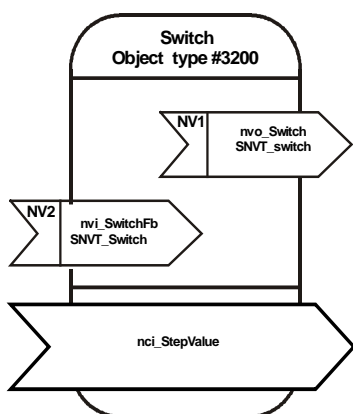 Switch
Object type #3200
NV1
nvo_Switch
SNVT_switch
NV2
nvi_SwitchFb
SNVT_Switch
nci_StepValue